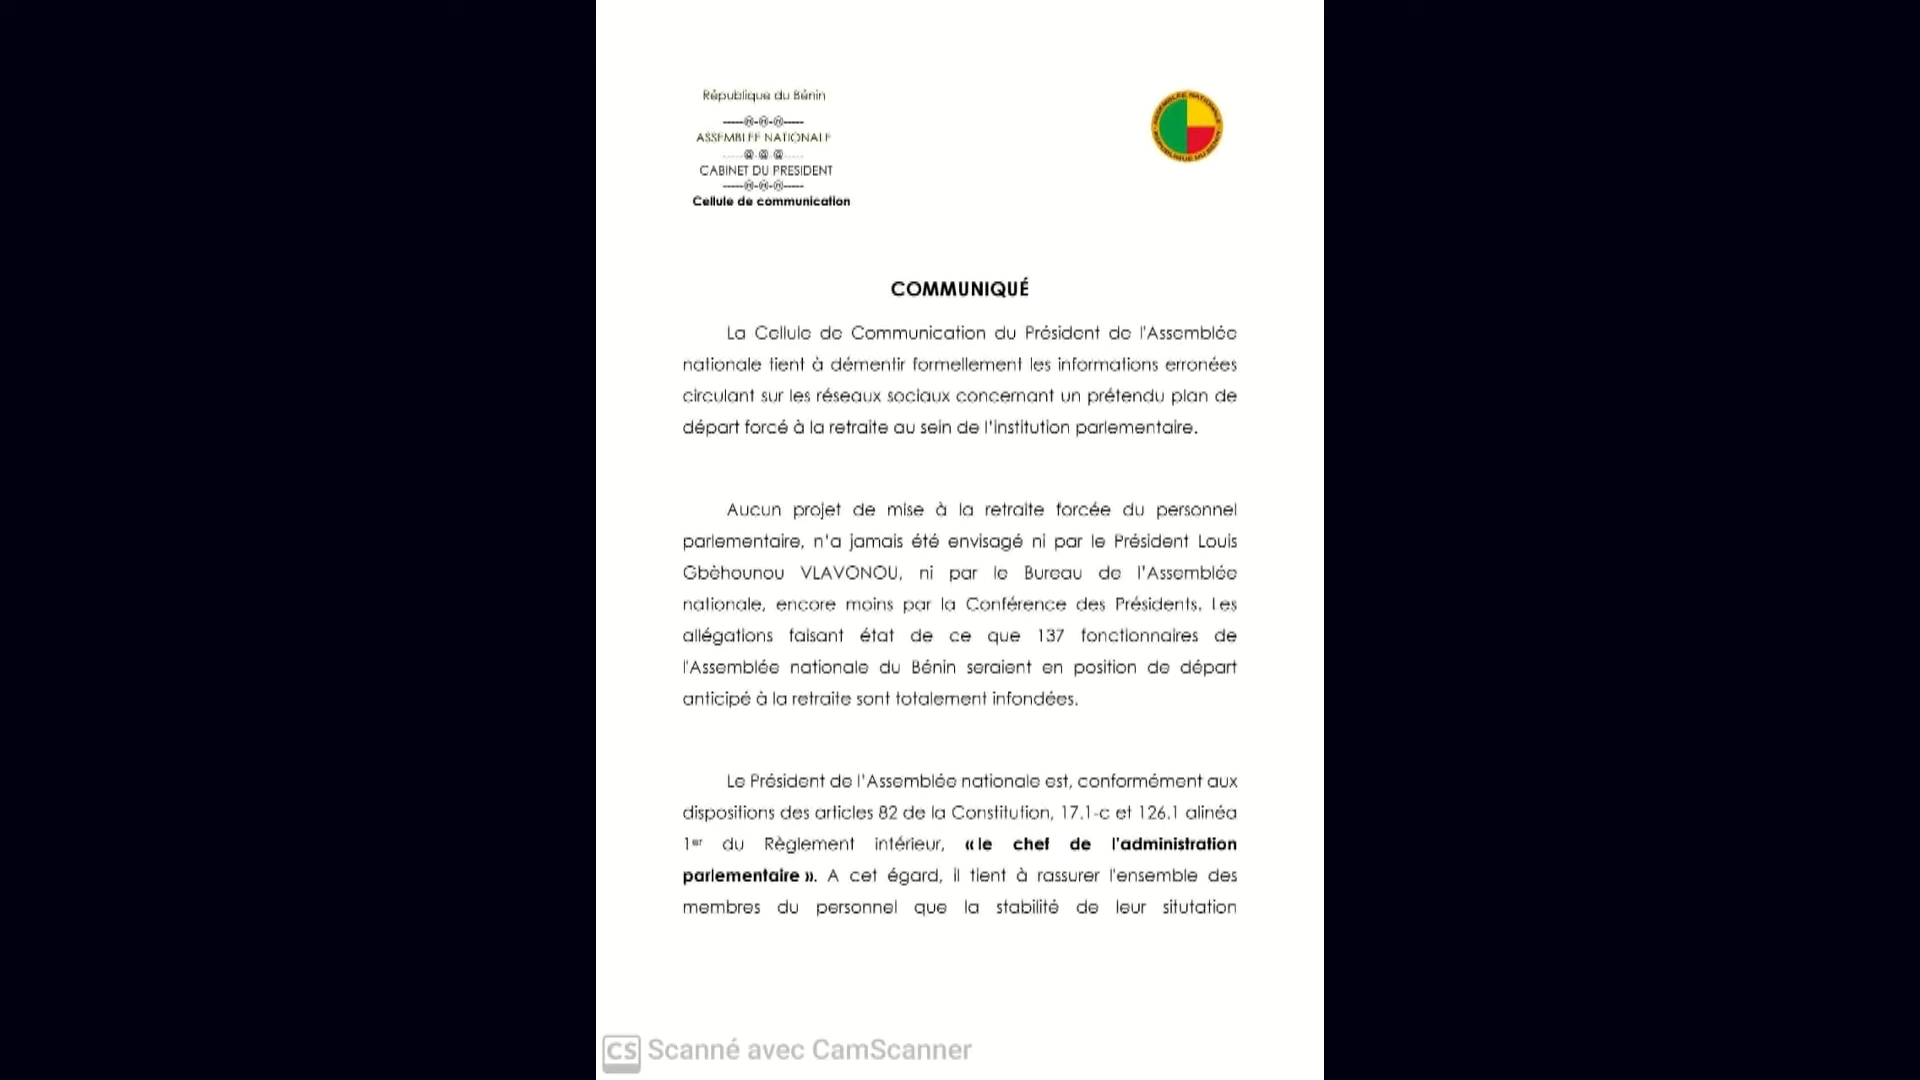 République du Bénin
-----@-@-@-----
ASSEMBLEE NATIONALE
-----@-@-@-----
CABINET DU PRESIDENT
-----@-@-@-----
Cellule de communication
ASSEMBLEE NATIONALE
REPUBLIQUE DU BENIN
COMMUNIQUÉ
La Cellule de Communication du Président de l'Assemblée
nationale tient à démentir formellement les informations erronées
circulant sur les réseaux sociaux concernant un prétendu plan de
départ forcé à la retraite au sein de l'institution parlementaire.
Aucun projet de mise à la retraite forcée du personnel
parlementaire, n'a jamais été envisagé ni par le Président Louis
Gbèhounou VLAVONOU, ni par le Bureau de l'Assemblée
nationale, encore moins par la Conférence des Présidents. Les
allégations faisant état de ce que 137 fonctionnaires de
l'Assemblée nationale du Bénin seraient en position de départ
anticipé à la retraite sont totalement infondées.
Le Président de l'Assemblée nationale est, conformément aux
dispositions des articles 82 de la Constitution, 17.1-c et 126.1 alinéa
1er du Règlement intérieur, « le chef de l'administration
parlementaire ». A cet égard, il tient à rassurer l'ensemble des
membres du personnel que la stabilité de leur situtation
CS Scanné avec CamScanner